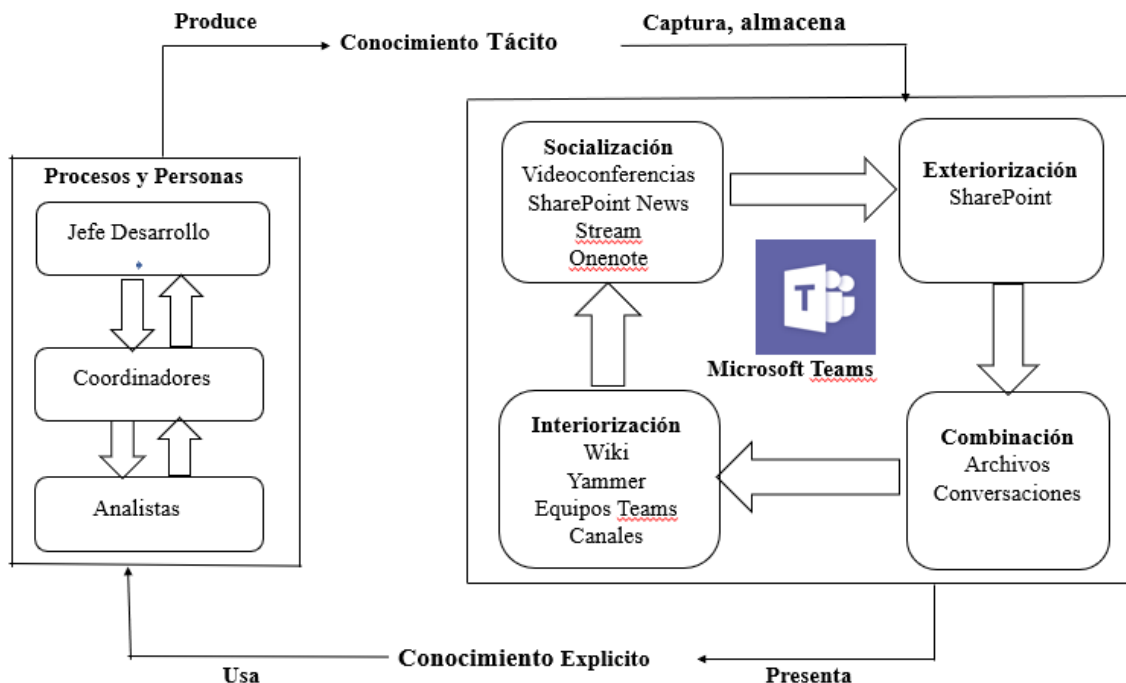 Produce
Conocimiento Tácito
Captura, almacena
Procesos y Personas
Jefe Desarrollo
Coordinadores
Analistas
Socialización
Videoconferencias
SharePoint News
Stream
Onenote
Exteriorización
SharePoint
T
Microsoft Teams
Interiorización
Wiki
Yammer
Equipos Teams
Canales
Combinación
Archivos
Conversaciones
Usa
Conocimiento Explicito
Presenta